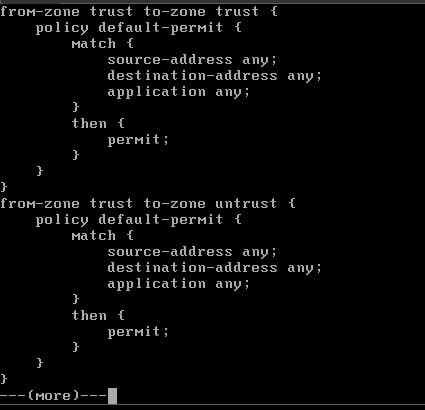 from-zone trust to-zone trust {
    policy default-permit {
        match {
            source-address any;
            destination-address any;
            application any;
        }
        then {
            permit;
        }
    }
}
from-zone trust to-zone untrust {
    policy default-permit {
        match {
            source-address any;
            destination-address any;
            application any;
        }
        then {
            permit;
        }
    }
}
---(more)---